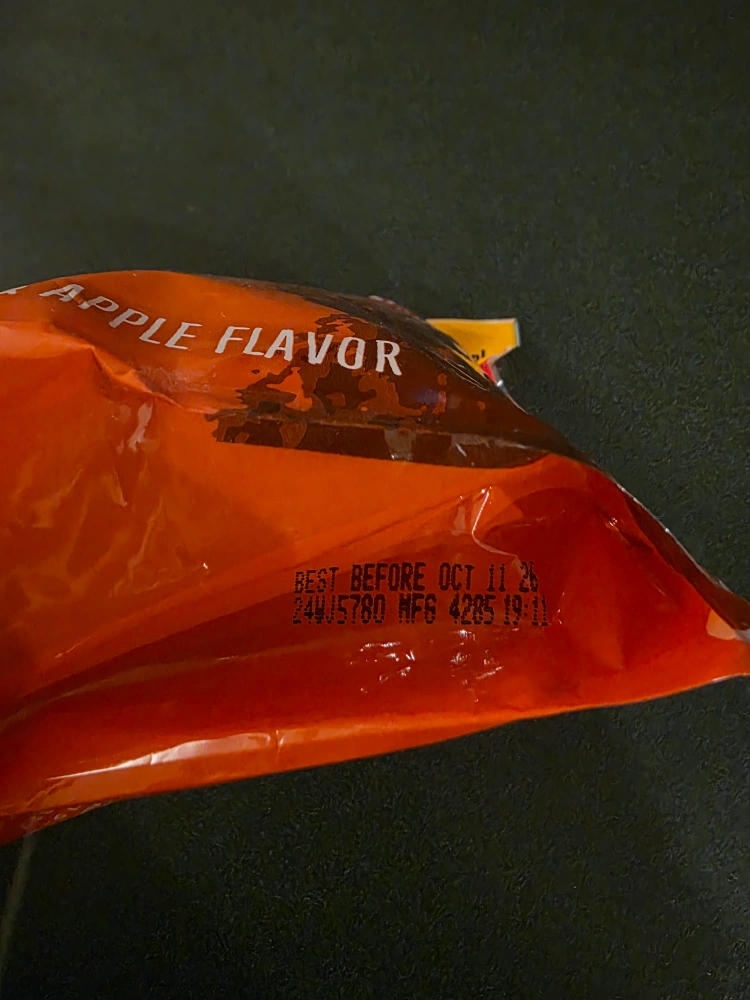 APPLE FLAVOR
BEST BEFORE OCT 11 26
24WJ5780 MFG 4285 19:11